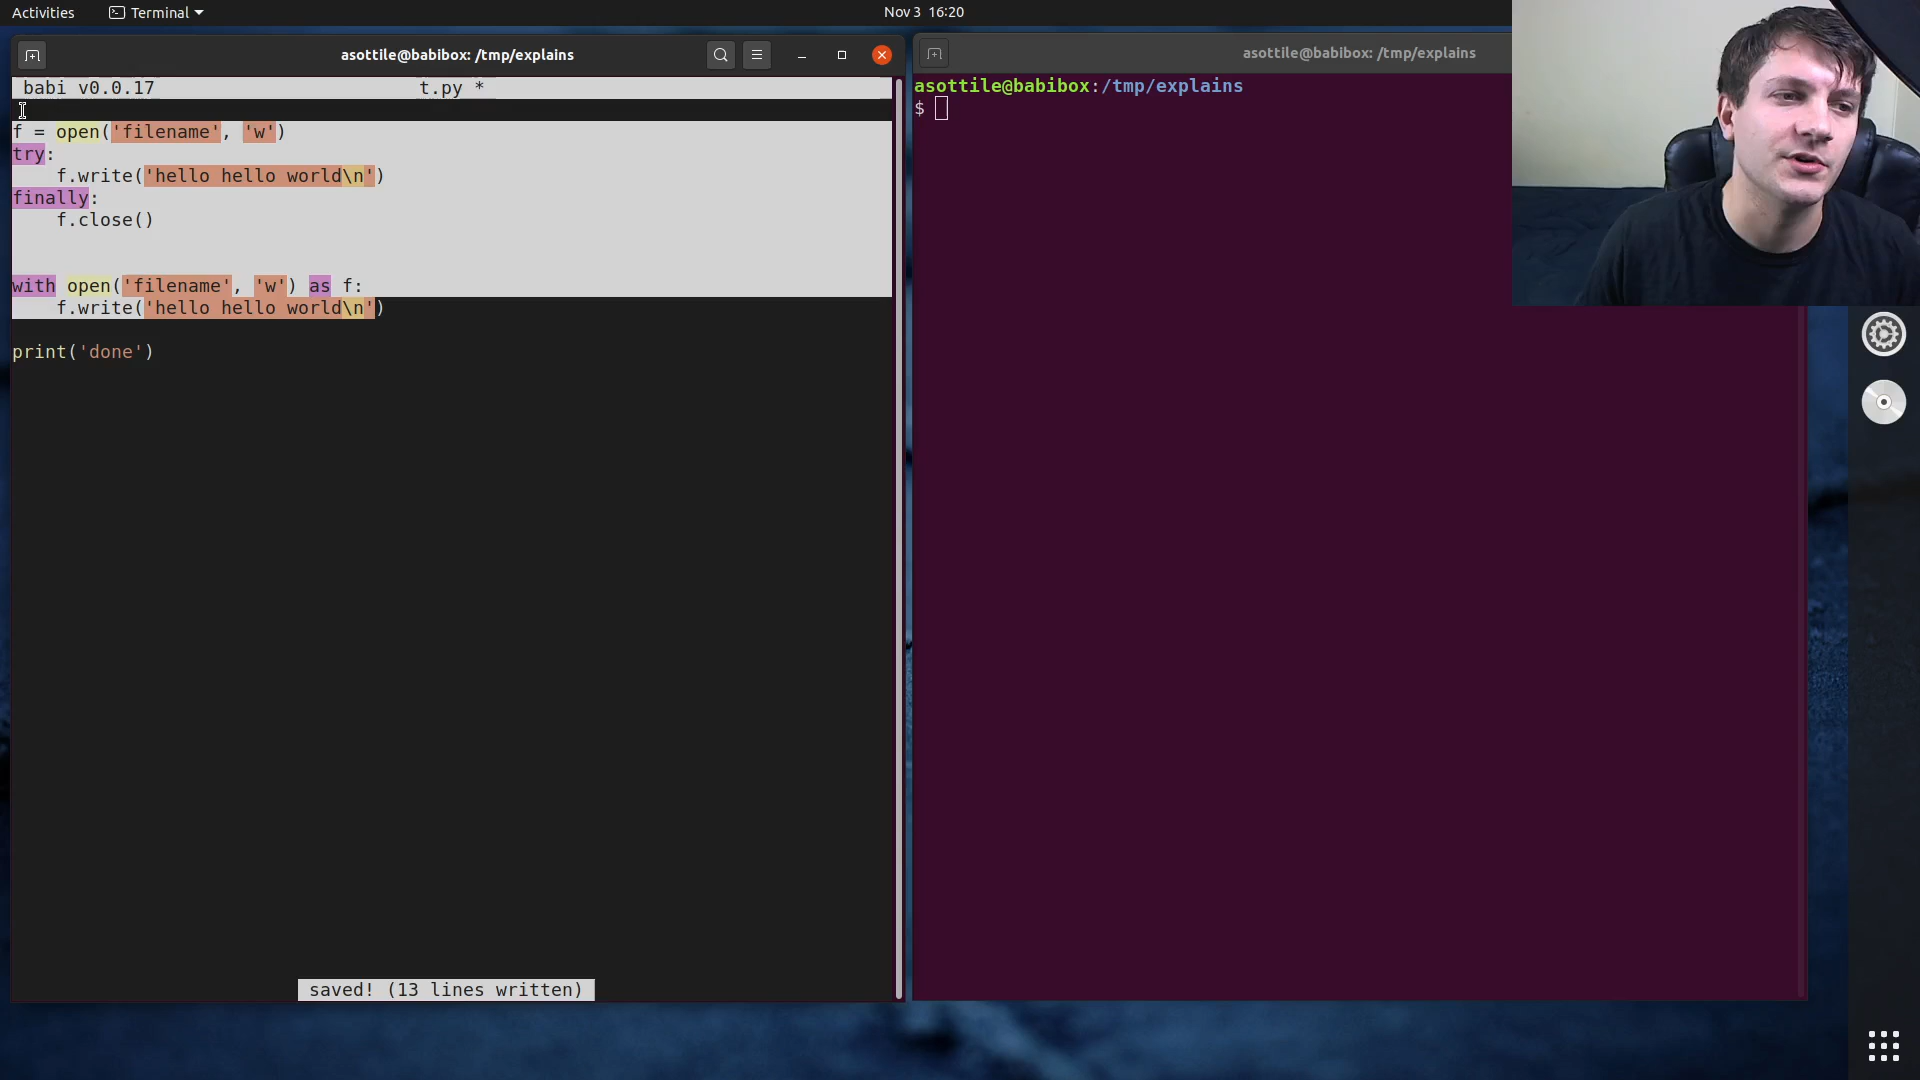 Activities
Terminal
Nov 3 16:20
asottile@babibox: /tmp/explains
babi v0.0.17 t.py *
f = open('filename', 'w')
try:
    f.write('hello hello world\n')
finally:
    f.close()
with open('filename', 'w') as f:
    f.write('hello hello world\n')
print('done')
saved! (13 lines written)
asottile@babibox: /tmp/explains
asottile@babibox:/tmp/explains
$